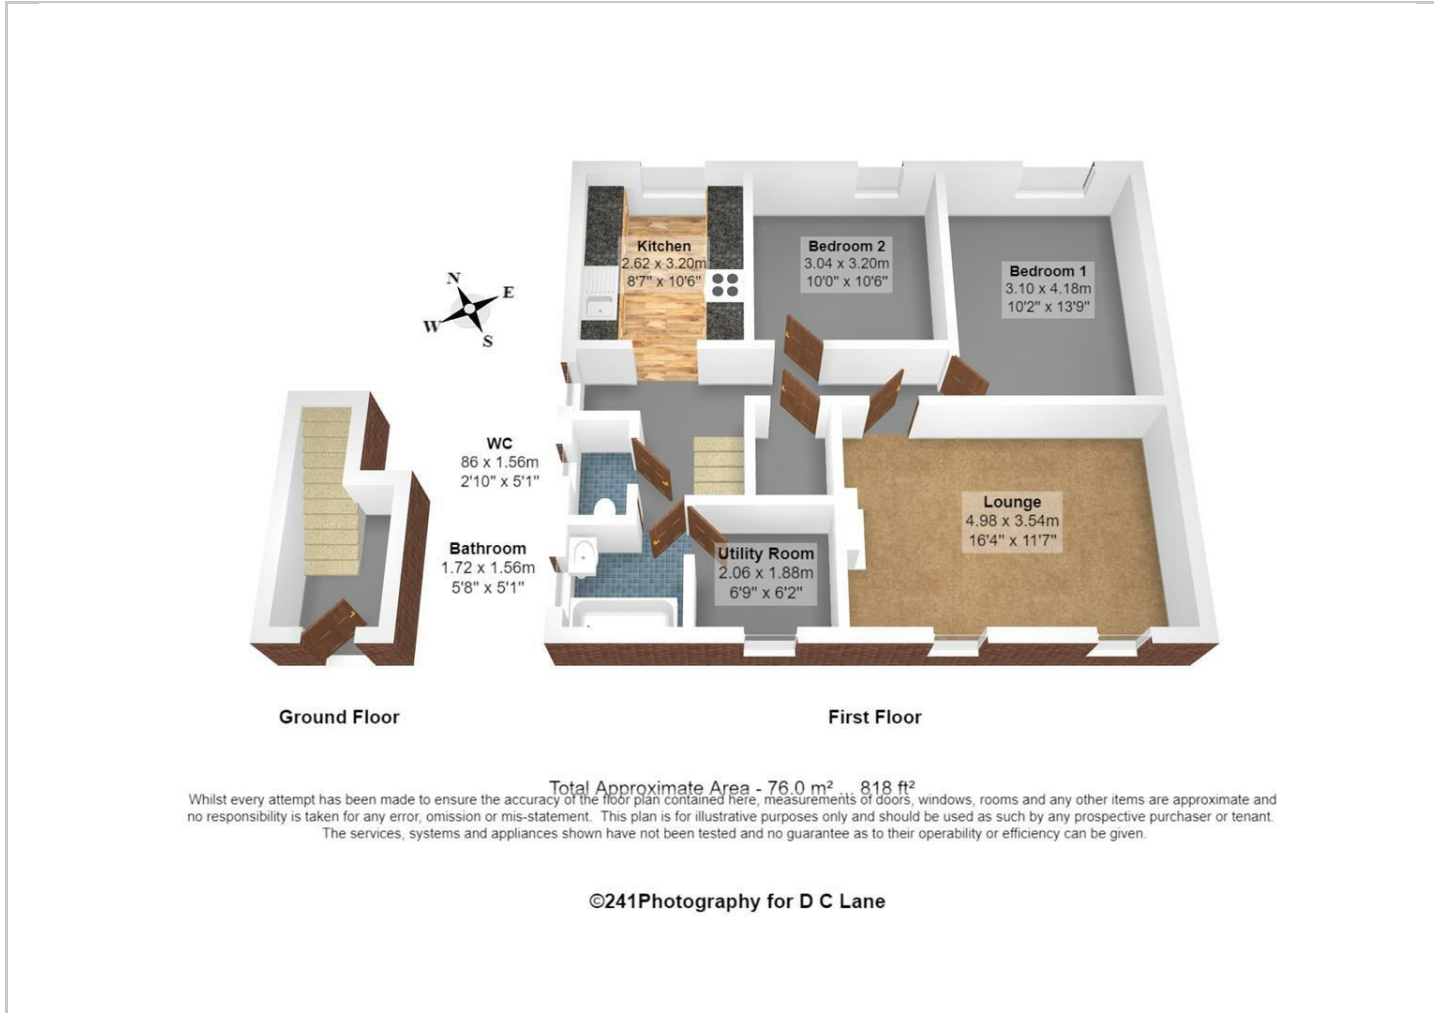 Kitchen
2.62 x 3.20m
8'7" x 10'6"
Bedroom 2
3.04 x 3.20m
10'0" x 10'6"
Bedroom 1
3.10 x 4.18m
10'2" x 13'9"
N
E
W
S
WC
86 x 1.56m
2'10" x 5'1"
Bathroom
1.72 x 1.56m
5'8" x 5'1"
Utility Room
2.06 x 1.88m
6'9" x 6'2"
Lounge
4.98 x 3.54m
16'4" x 11'7"
Ground Floor
First Floor
Total Approximate Area - 76.0 m² ... 818 ft²
Whilst every attempt has been made to ensure the accuracy of the floor plan contained here, measurements of doors, windows, rooms and any other items are approximate and
no responsibility is taken for any error, omission or mis-statement. This plan is for illustrative purposes only and should be used as such by any prospective purchaser or tenant.
The services, systems and appliances shown have not been tested and no guarantee as to their operability or efficiency can be given.
©241Photography for D C Lane